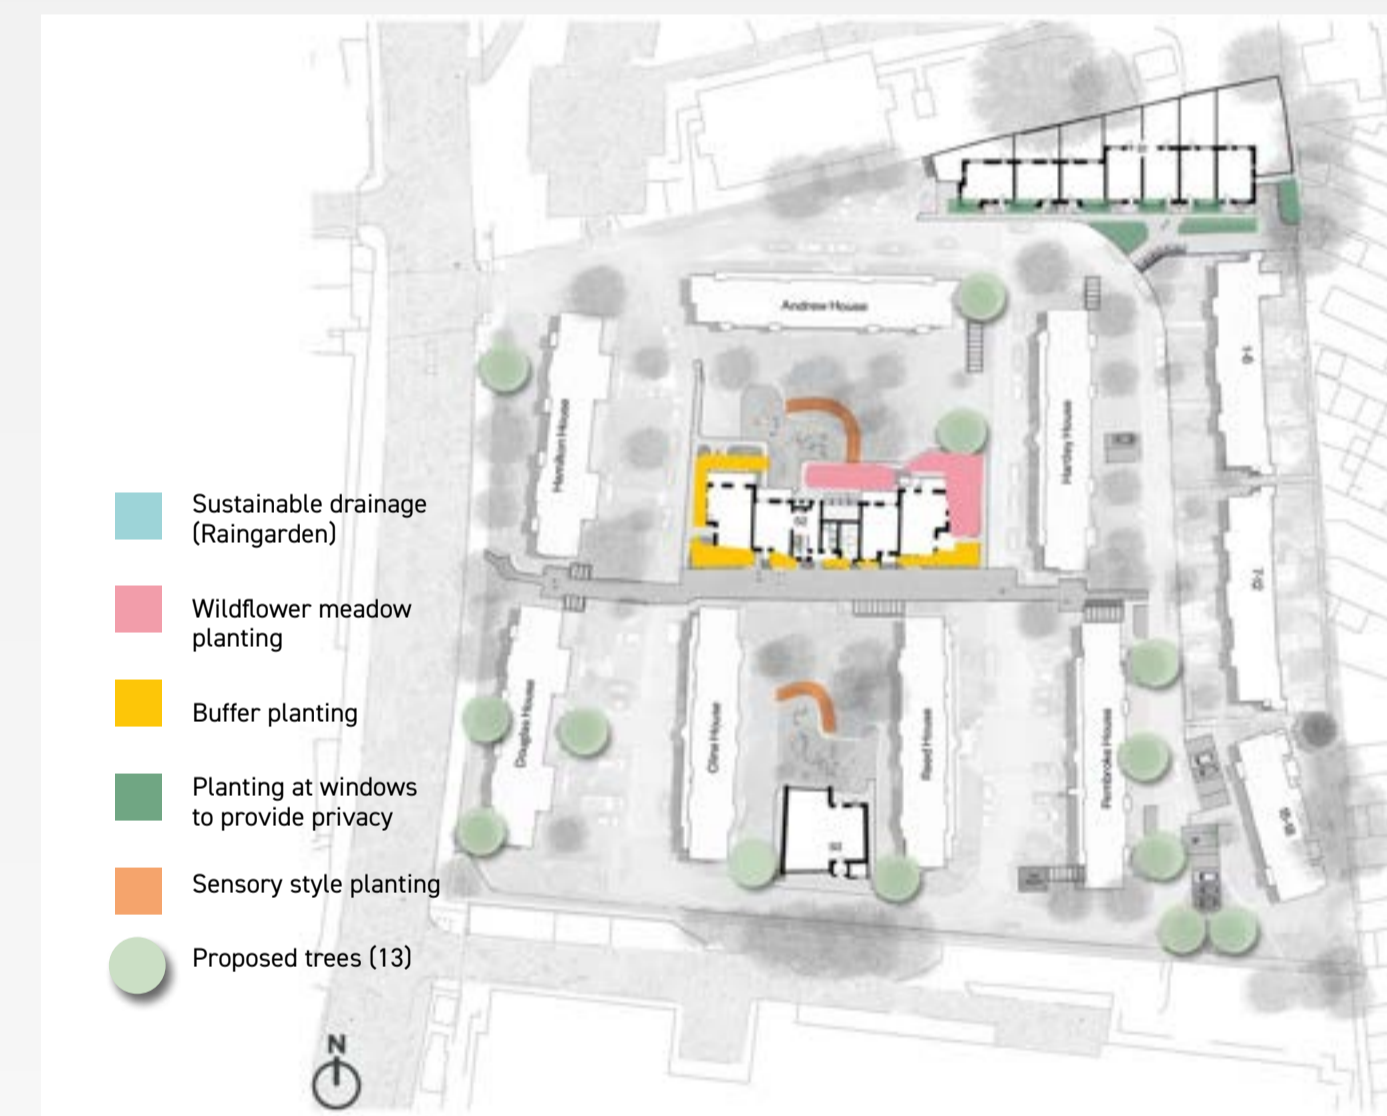 Andrew House
Hamilton House
Hartley House
1-6
Sustainable drainage
(Raingarden)
Wildflower meadow
planting
7-12
Buffer planting
Douglas House
Cline House
Reed House
Pembroke House
Planting at windows
to provide privacy
Sensory style planting
Proposed trees (13)
N